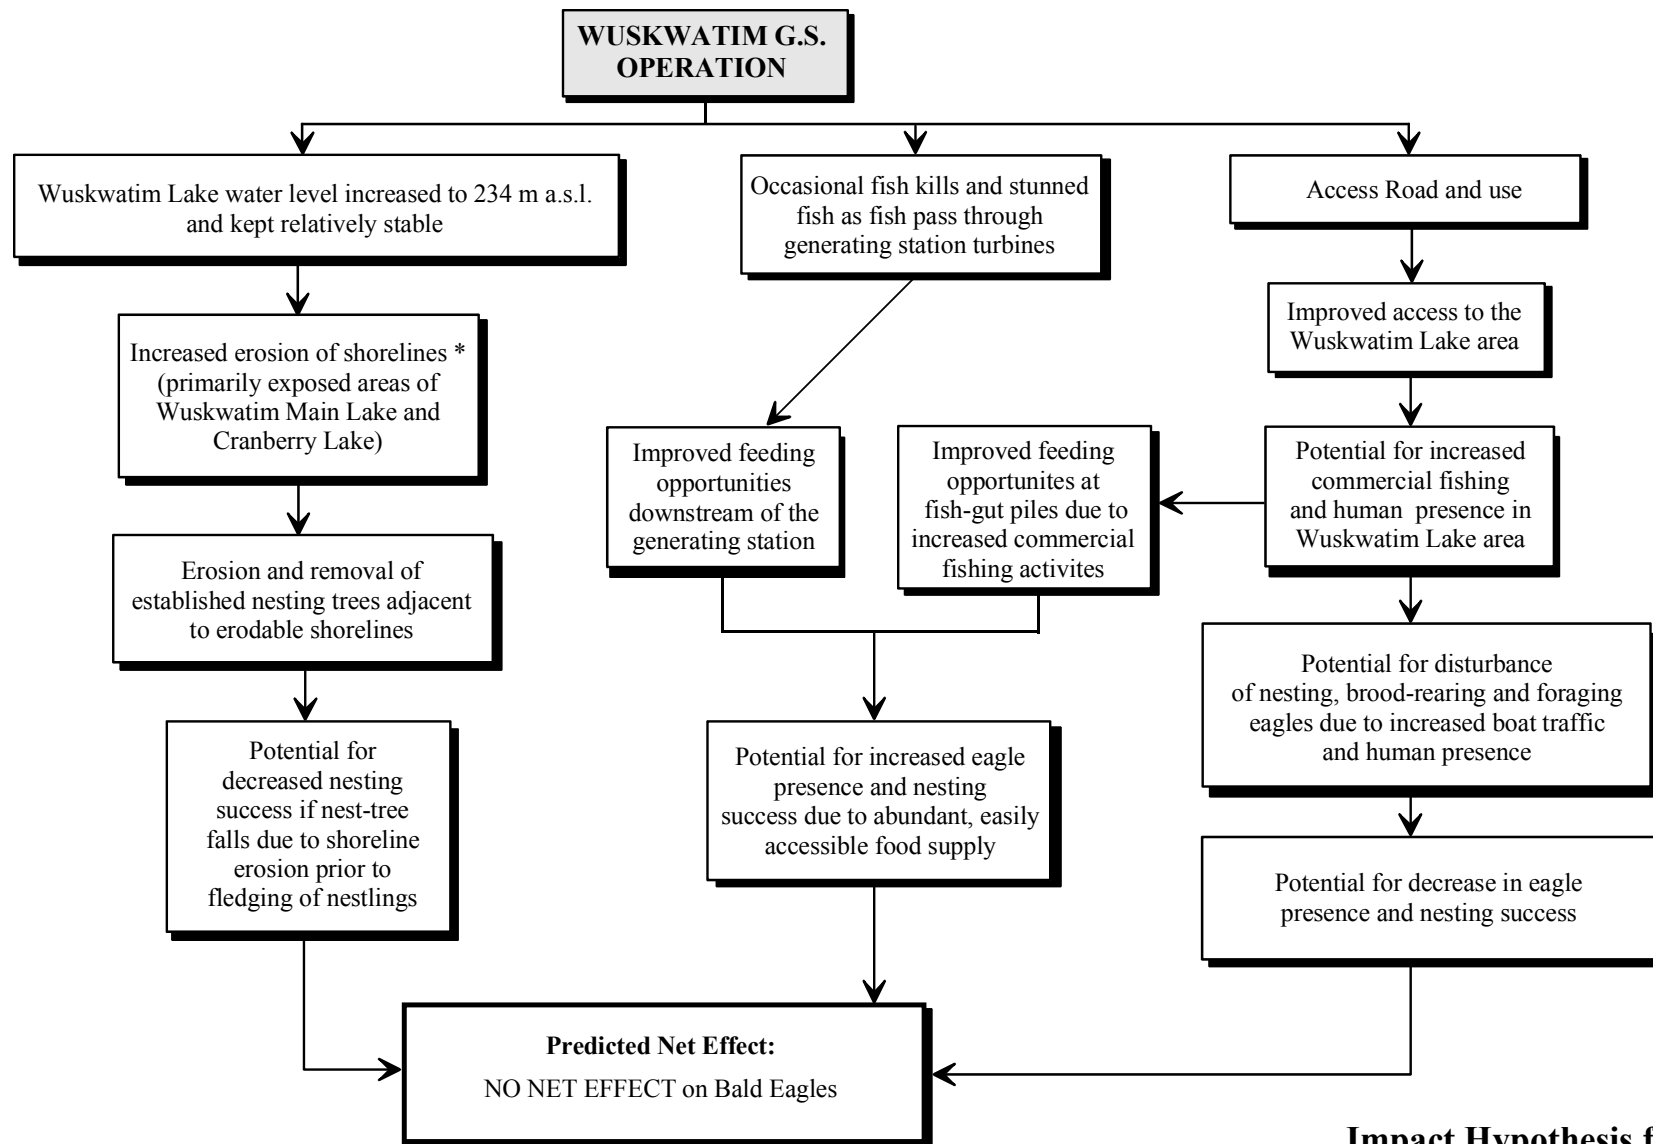 WUSKWATIM G.S.
OPERATION
Wuskwatim Lake water level increased to 234 m a.s.l.
and kept relatively stable
Occasional fish kills and stunned
fish as fish pass through
generating station turbines
Access Road and use
Increased erosion of shorelines *
(primarily exposed areas of
Wuskwatim Main Lake and
Cranberry Lake)
Improved access to the
Wuskwatim Lake area
Improved feeding
opportunities
downstream of the
generating station
Improved feeding
opportunites at
fish-gut piles due to
increased commercial
fishing activites
Potential for increased
commercial fishing
and human presence in
Wuskwatim Lake area
Erosion and removal of
established nesting trees adjacent
to erodable shorelines
Potential for disturbance
of nesting, brood-rearing and foraging
eagles due to increased boat traffic
and human presence
Potential for
decreased nesting
success if nest-tree
falls due to shoreline
erosion prior to
fledging of nestlings
Potential for increased eagle
presence and nesting
success due to abundant, easily
accessible food supply
Potential for decrease in eagle
presence and nesting success
Predicted Net Effect:
NO NET EFFECT on Bald Eagles
Impact Hypothesis f